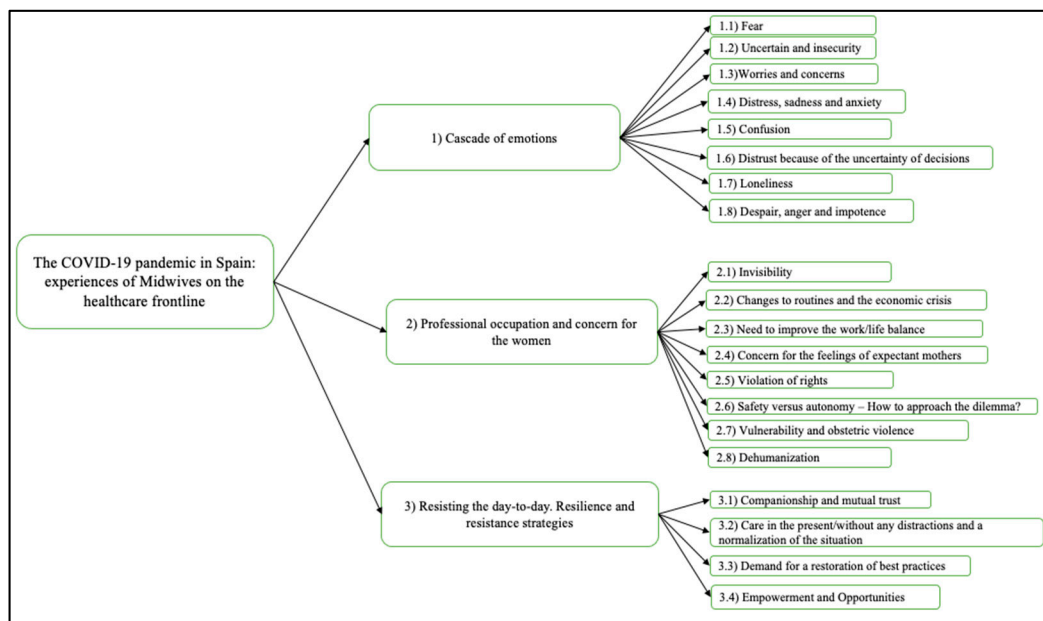 The COVID-19 pandemic in Spain:
experiences of Midwives on the
healthcare frontline
1) Cascade of emotions
1.1) Fear
1.2) Uncertain and insecurity
1.3)Worries and concerns
1.4) Distress, sadness and anxiety
1.5) Confusion
1.6) Distrust because of the uncertainty of decisions
1.7) Loneliness
1.8) Despair, anger and impotence
2) Professional occupation and concern for
the women
2.1) Invisibility
2.2) Changes to routines and the economic crisis
2.3) Need to improve the work/life balance
2.4) Concern for the feelings of expectant mothers
2.5) Violation of rights
2.6) Safety versus autonomy – How to approach the dilemma?
2.7) Vulnerability and obstetric violence
2.8) Dehumanization
3) Resisting the day-to-day. Resilience and
resistance strategies
3.1) Companionship and mutual trust
3.2) Care in the present/without any distractions and a
normalization of the situation
3.3) Demand for a restoration of best practices
3.4) Empowerment and Opportunities